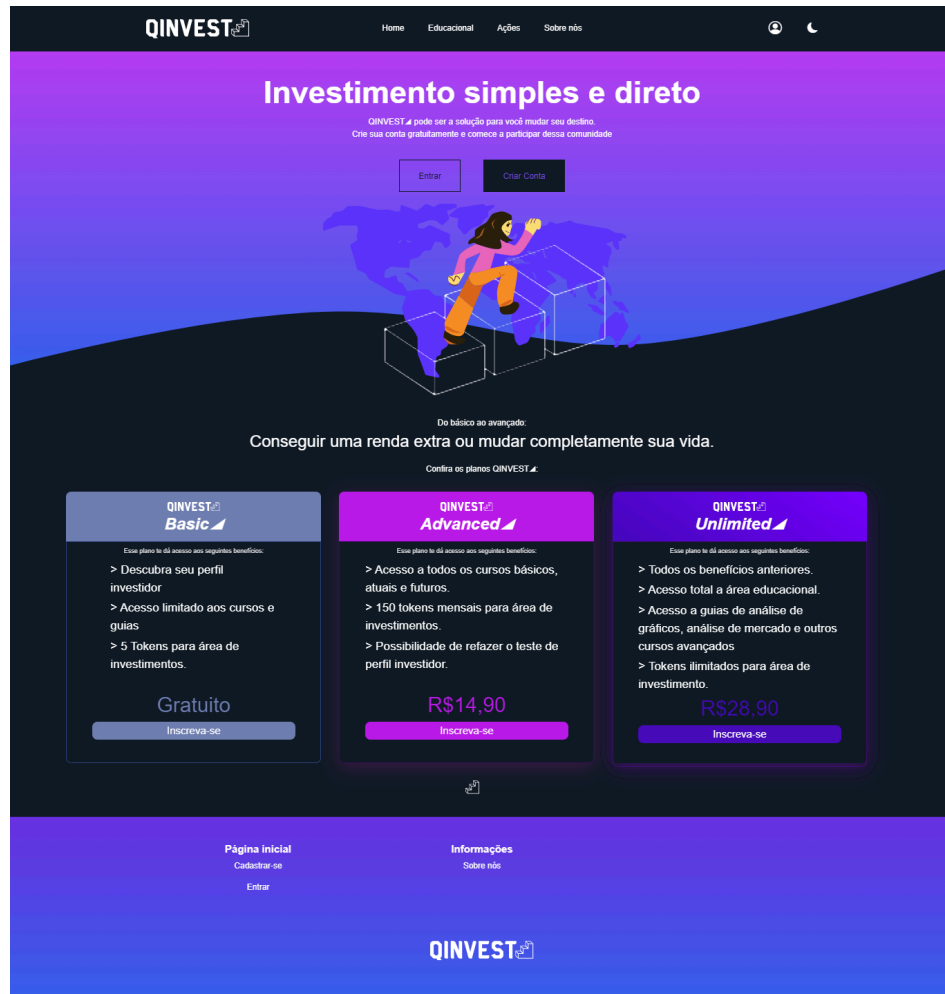 QINVEST
Home Educacional Ações Sobre nós
Investimento simples e direto
QINVEST◢ pode ser a solução para você mudar seu destino.
Crie sua conta gratuitamente e comece a participar dessa comunidade
Entrar Criar Conta
Do básico ao avançado:
Conseguir uma renda extra ou mudar completamente sua vida.
Confira os planos QINVEST◢:
QINVEST
Basic◢
Esse plano te dá acesso aos seguintes benefícios:
> Descubra seu perfil
investidor
> Acesso limitado aos cursos e
guias
> 5 Tokens para área de
investimentos.
Gratuito
Inscreva-se
QINVEST
Advanced◢
Esse plano te dá acesso aos seguintes benefícios:
> Acesso a todos os cursos básicos,
atuais e futuros.
> 150 tokens mensais para área de
investimentos.
> Possibilidade de refazer o teste de
perfil investidor.
R$14,90
Inscreva-se
QINVEST
Unlimited◢
Esse plano te dá acesso aos seguintes benefícios:
> Todos os benefícios anteriores.
> Acesso total a área educacional.
> Acesso a guias de análise de
gráficos, análise de mercado e outros
cursos avançados
> Tokens ilimitados para área de
investimento.
R$28,90
Inscreva-se
Página inicial
Cadastrar-se
Entrar
Informações
Sobre nós
QINVEST